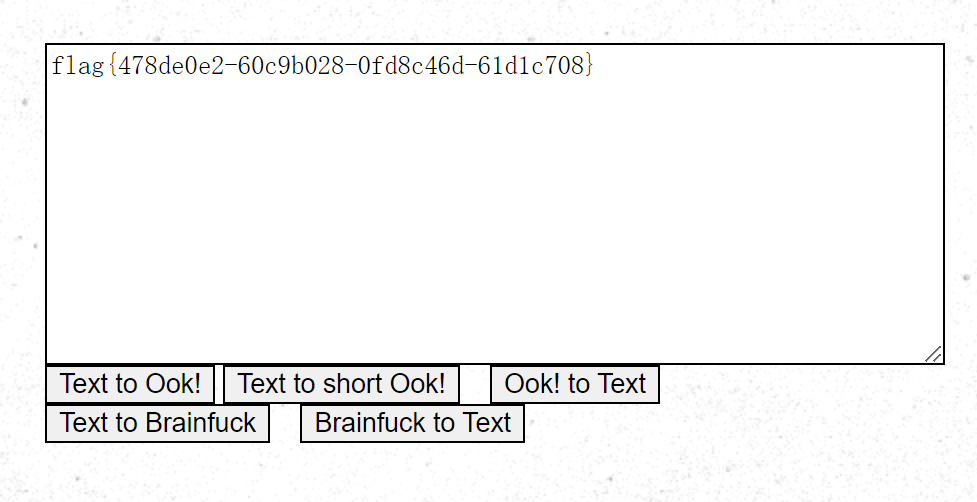 flag{478de0e2-60c9b028-0fd8c46d-61d1c708}
Text to Ook! Text to short Ook! Ook! to Text
Text to Brainfuck Brainfuck to Text